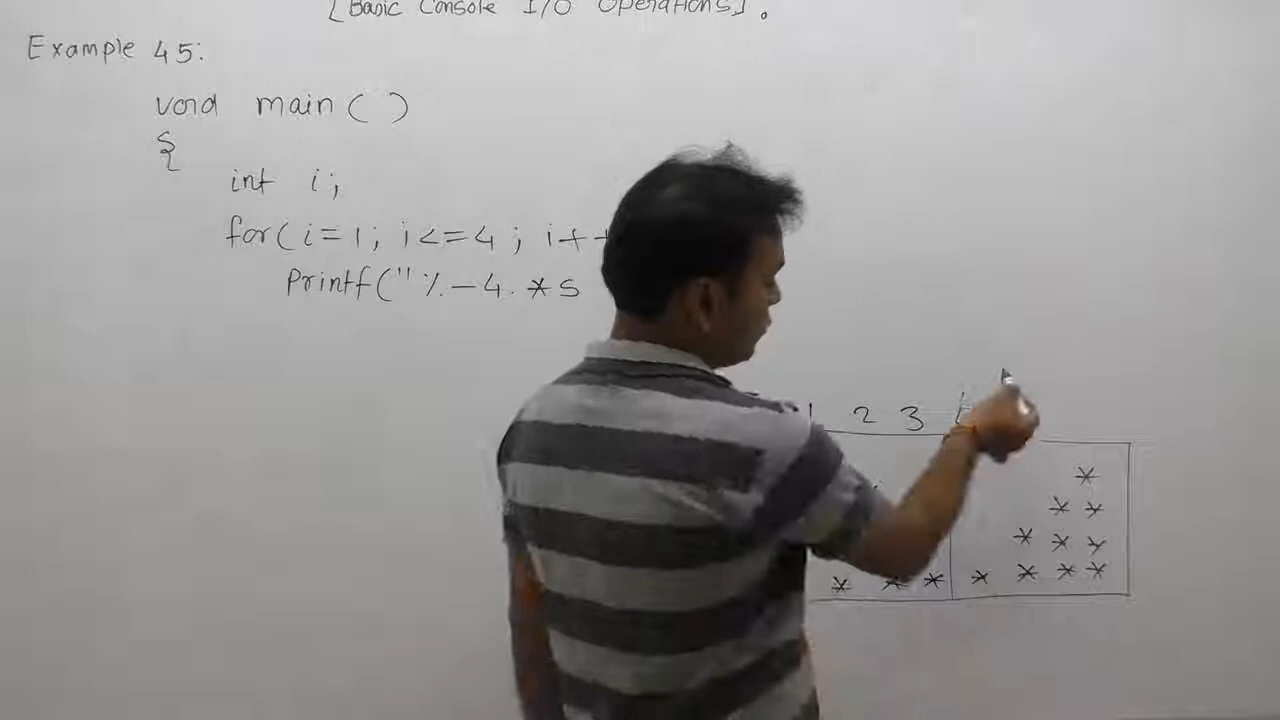 [Basic Console I/O Operations].
Example 45:
void main( )
{
int i;
for( i=1; i<=4; i++
printf("%-4.*s
1 2 3
*
* *
* * *
* * * * * * *